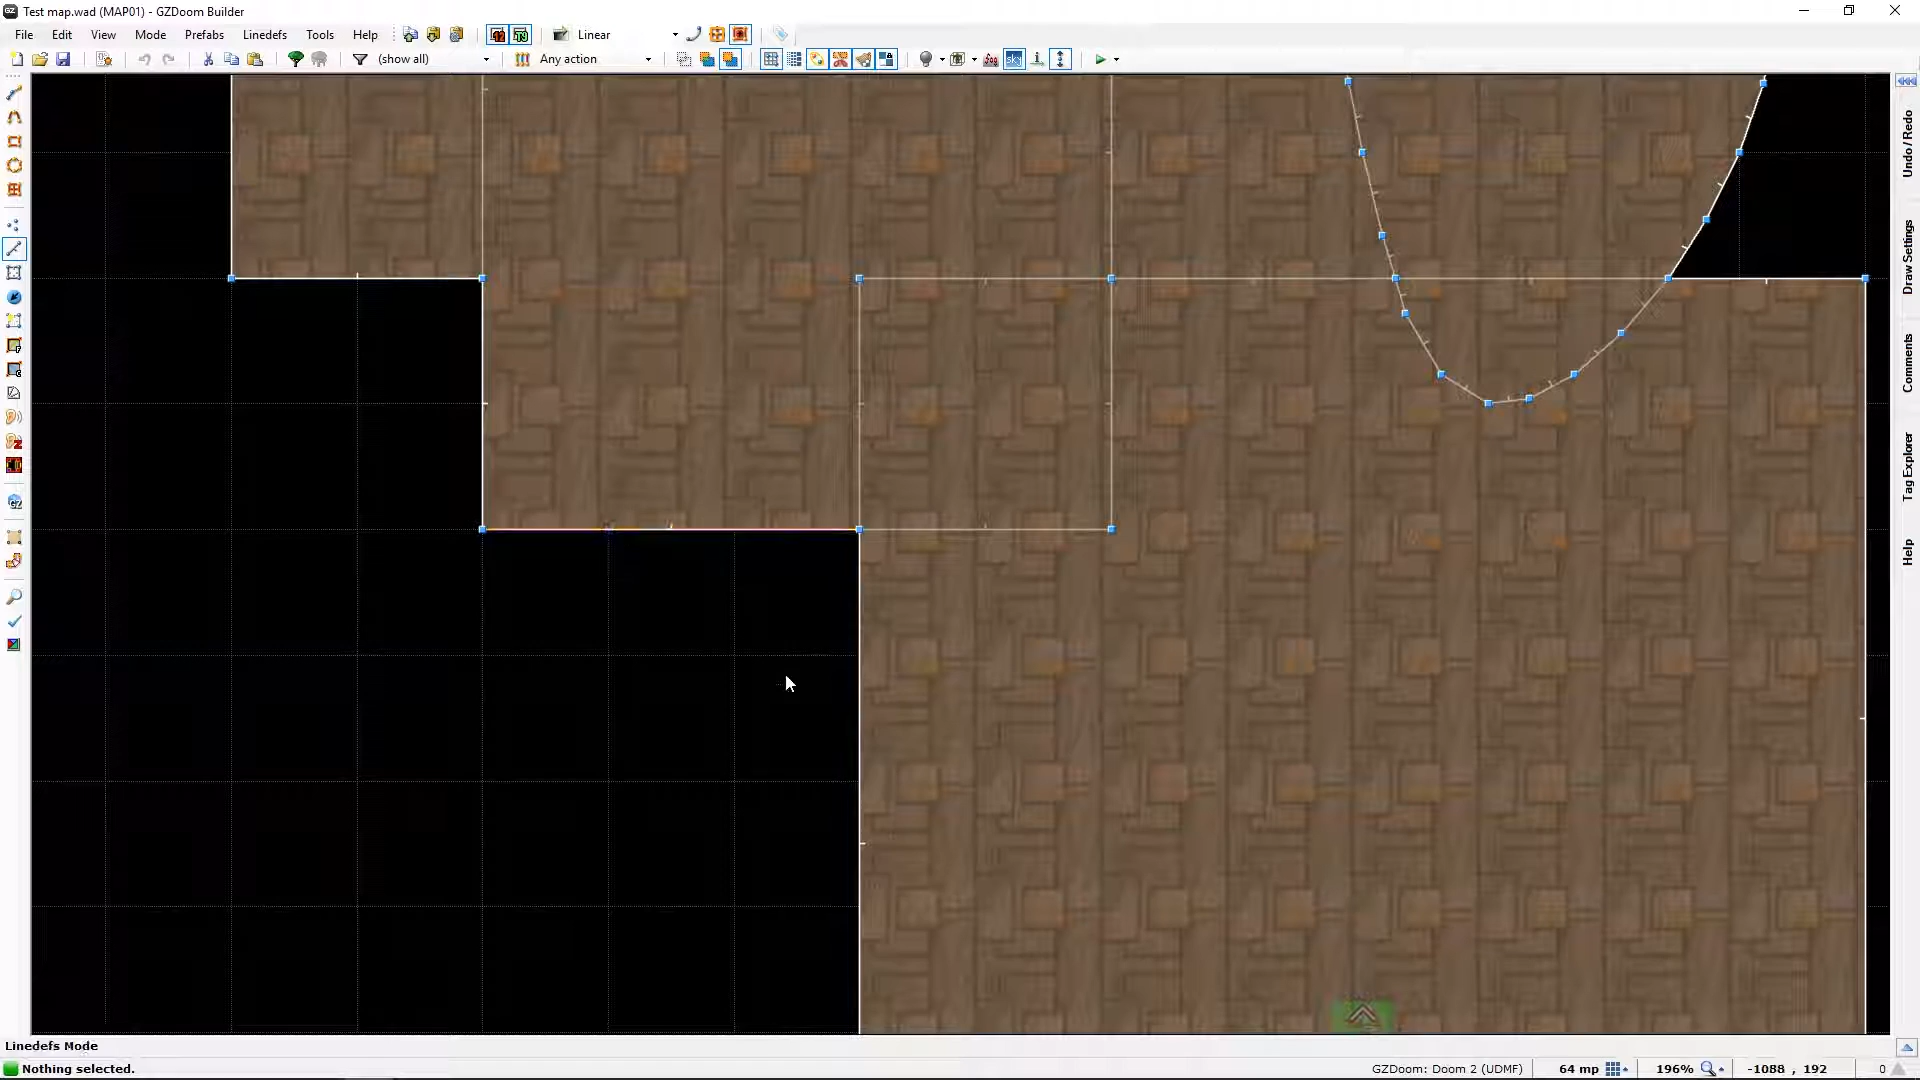 Test map.wad (MAP01) - GZDoom Builder
File Edit View Mode Prefabs Linedefs Tools Help Linear
(show all) Any action
Undo / Redo
Draw Settings
Comments
Tag Explorer
Help
Linedefs Mode
Nothing selected. GZDoom: Doom 2 (UDMF) 64 mp 196% -1088 , 192 0